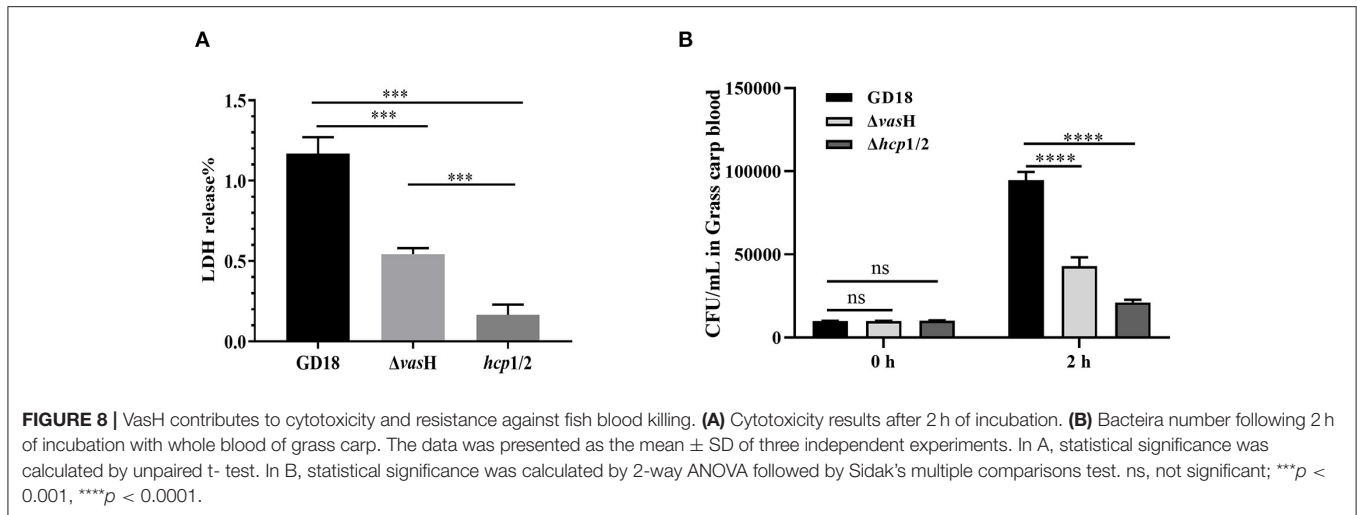 A
LDH release%
1.5
1.0
0.5
0.0
***
***
***
GD18
ΔvasH
hcp1/2
B
CFU/mL in Grass carp blood
150000
100000
50000
0
GD18
ΔvasH
Δhcp1/2
ns
ns
****
****
0 h
2 h
FIGURE 8 | VasH contributes to cytotoxicity and resistance against fish blood killing. (A) Cytotoxicity results after 2 h of incubation. (B) Bacteira number following 2 h
of incubation with whole blood of grass carp. The data was presented as the mean ± SD of three independent experiments. In A, statistical significance was
calculated by unpaired t- test. In B, statistical significance was calculated by 2-way ANOVA followed by Sidak's multiple comparisons test. ns, not significant; ***p <
0.001, ****p < 0.0001.